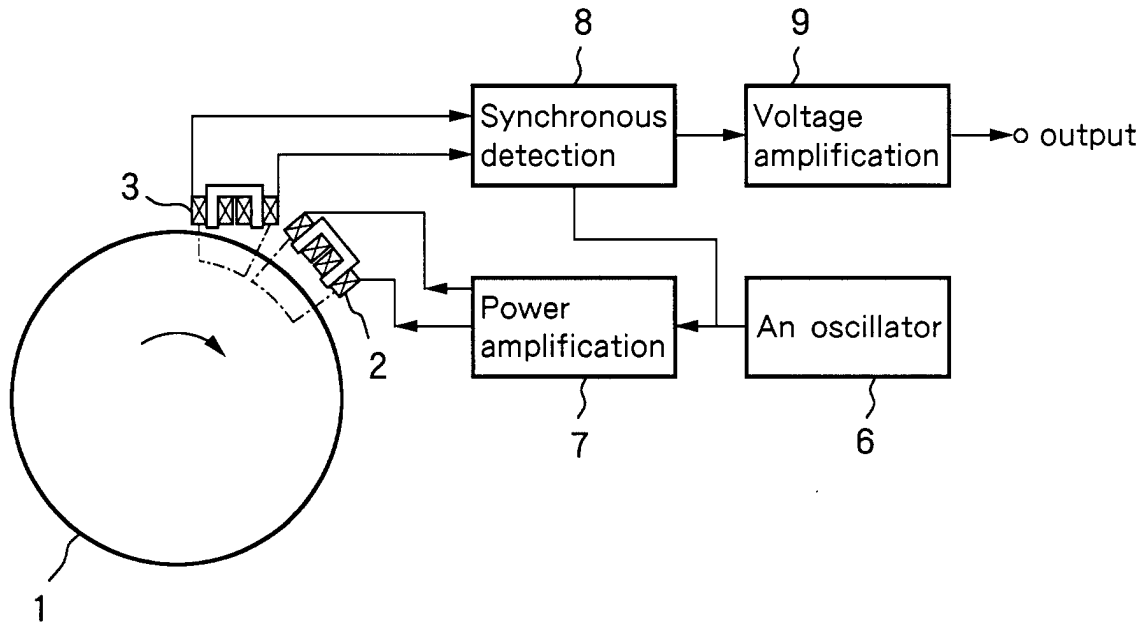 8
9
Synchronous
detection
Voltage
amplification
output
3
2
Power
amplification
An oscillator
7
6
1